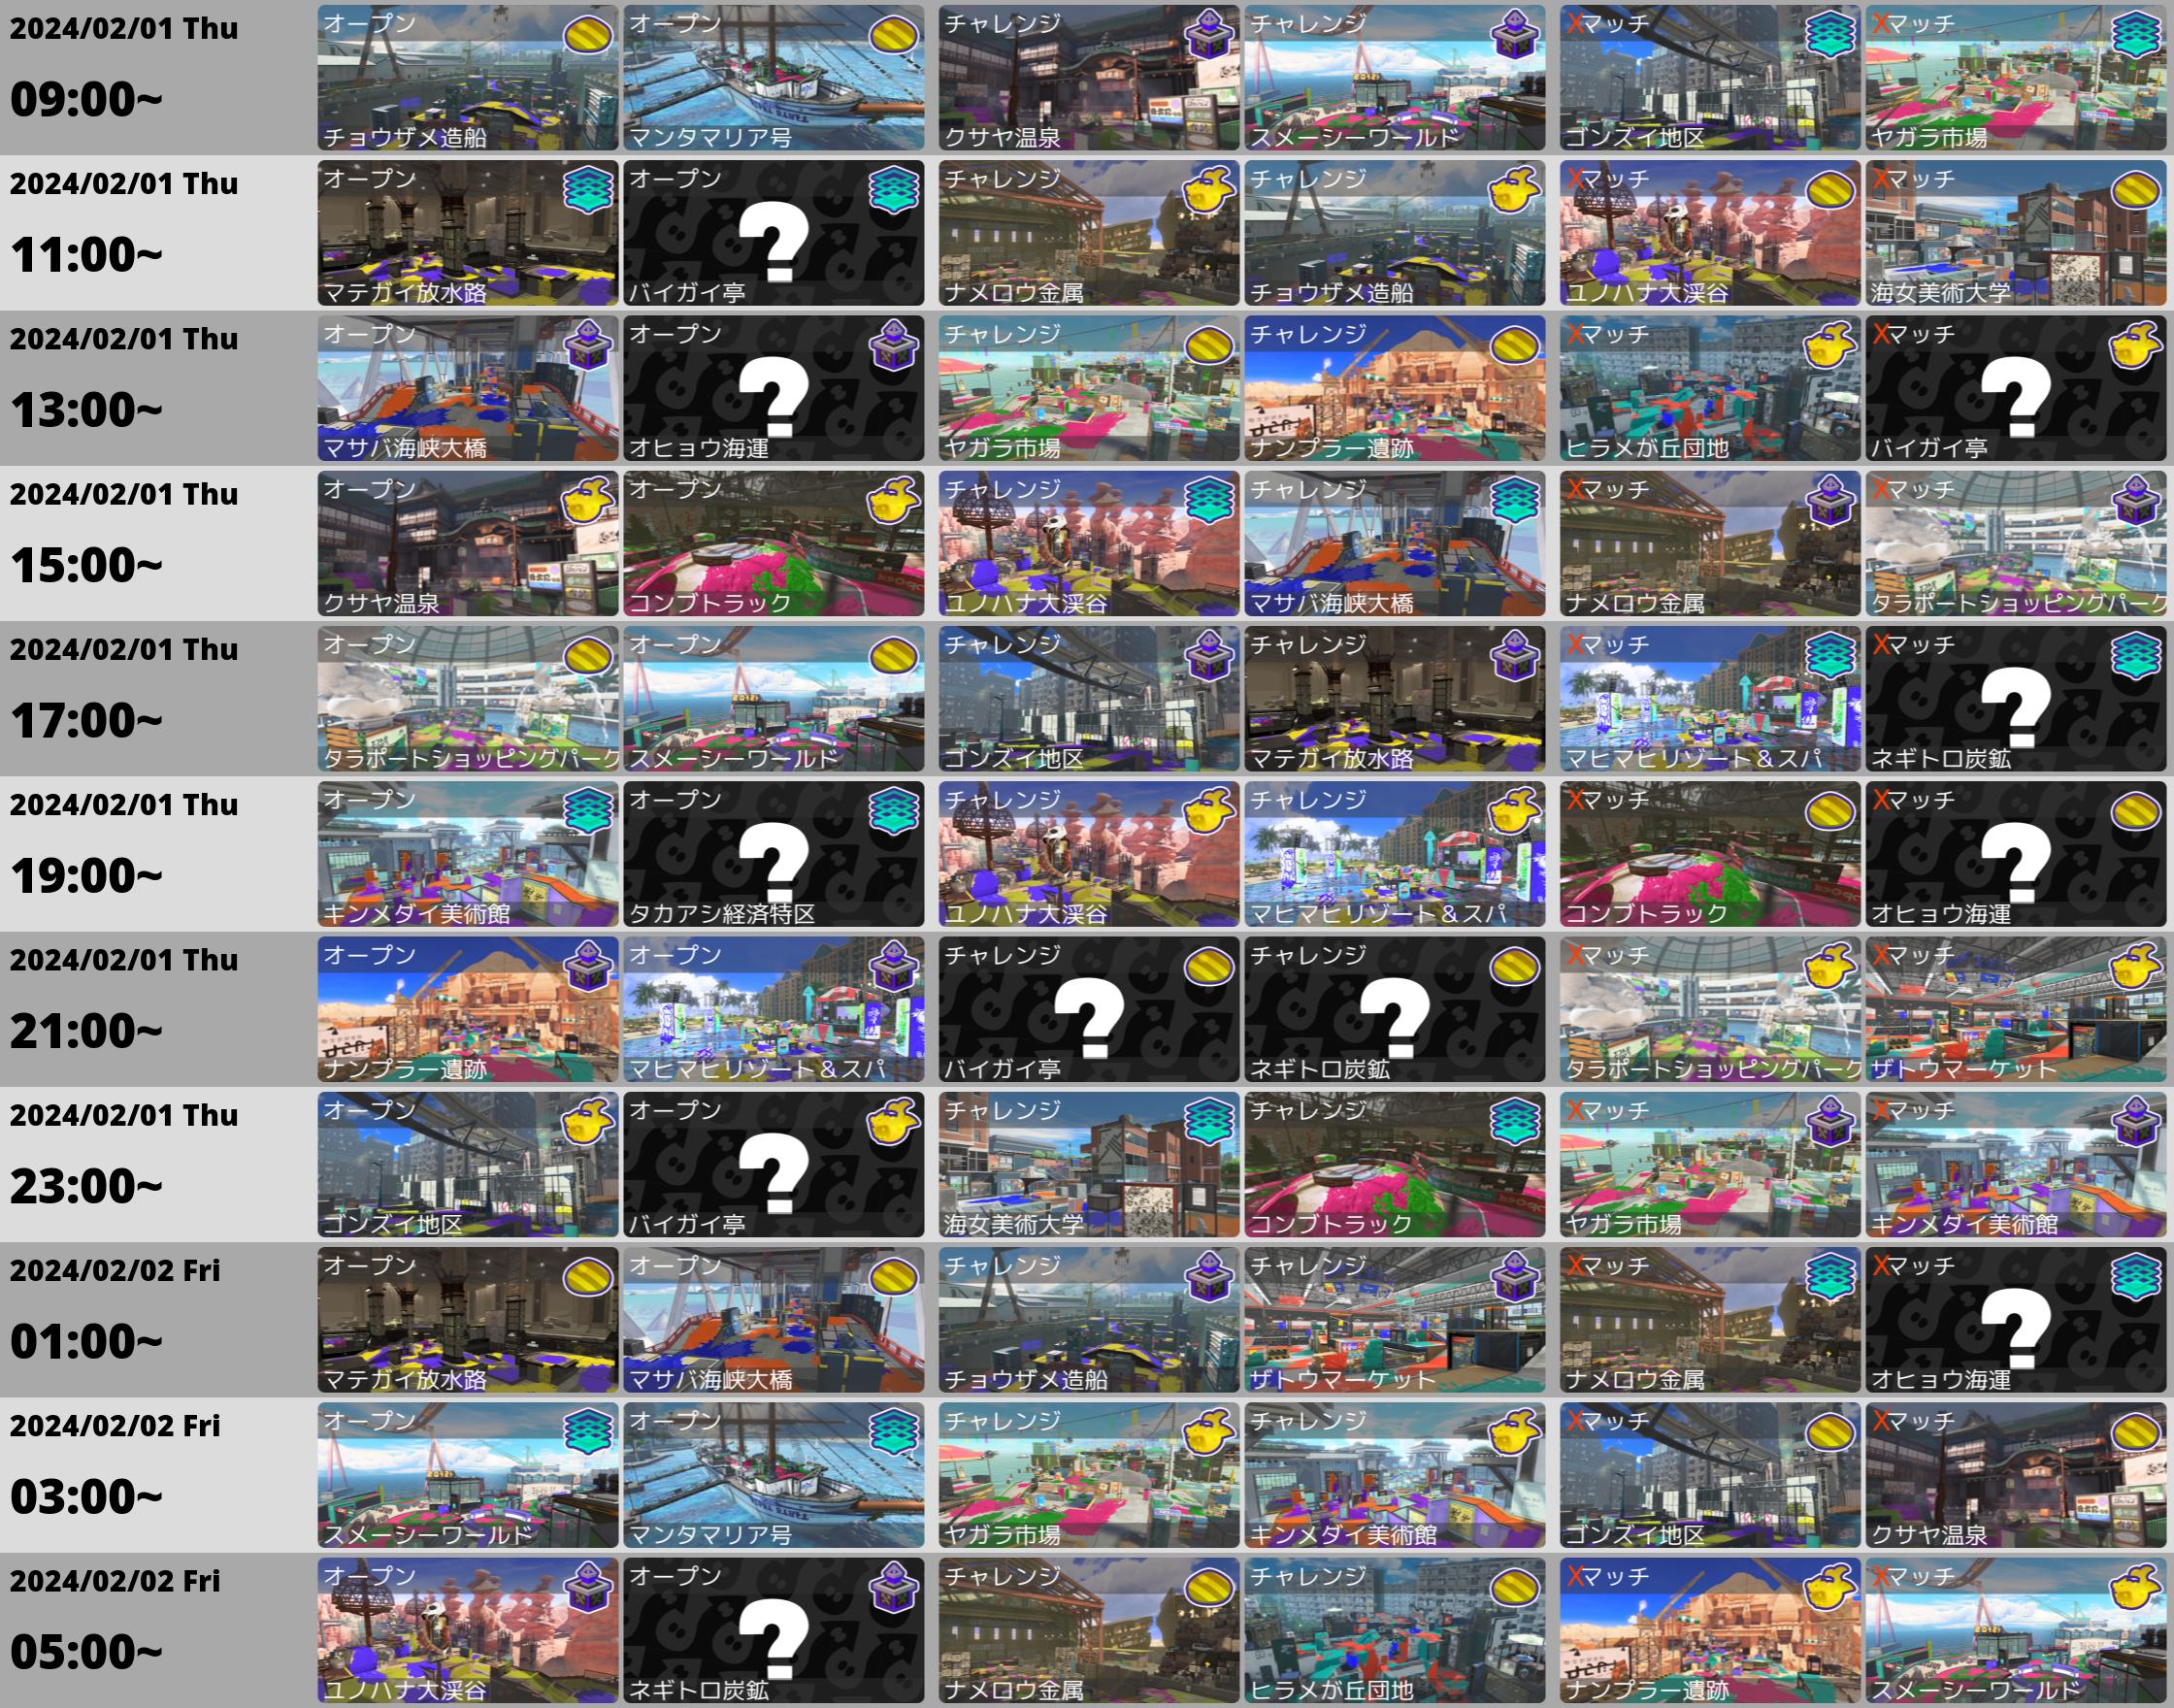 2024/02/01 Thu
09:00~
オープン
チョウザメ造船
オープン
マンタマリア号
チャレンジ
クサヤ温泉
チャレンジ
スメーシーワールド
Xマッチ
ゴンズイ地区
Xマッチ
ヤガラ市場
2024/02/01 Thu
11:00~
オープン
マテガイ放水路
オープン
?
バイガイ亭
チャレンジ
ナメロウ金属
チャレンジ
チョウザメ造船
Xマッチ
ユノハナ大渓谷
Xマッチ
海女美術大学
2024/02/01 Thu
13:00~
オープン
マサバ海峡大橋
オープン
?
オヒョウ海運
チャレンジ
ヤガラ市場
チャレンジ
ナンプラー遺跡
Xマッチ
ヒラメが丘団地
Xマッチ
?
バイガイ亭
2024/02/01 Thu
15:00~
オープン
クサヤ温泉
オープン
コンブトラック
チャレンジ
ユノハナ大渓谷
チャレンジ
マサバ海峡大橋
Xマッチ
ナメロウ金属
Xマッチ
タラポートショッピングパーク
2024/02/01 Thu
17:00~
オープン
タラポートショッピングパーク
オープン
スメーシーワールド
チャレンジ
ゴンズイ地区
チャレンジ
マテガイ放水路
Xマッチ
マヒマヒリゾート＆スパ
Xマッチ
?
ネギトロ炭鉱
2024/02/01 Thu
19:00~
オープン
キンメダイ美術館
オープン
?
タカアシ経済特区
チャレンジ
ユノハナ大渓谷
チャレンジ
マヒマヒリゾート＆スパ
Xマッチ
コンブトラック
Xマッチ
?
オヒョウ海運
2024/02/01 Thu
21:00~
オープン
ナンプラー遺跡
オープン
マヒマヒリゾート＆スパ
チャレンジ
?
バイガイ亭
チャレンジ
?
ネギトロ炭鉱
Xマッチ
タラポートショッピングパーク
Xマッチ
ザトウマーケット
2024/02/01 Thu
23:00~
オープン
ゴンズイ地区
オープン
?
バイガイ亭
チャレンジ
海女美術大学
チャレンジ
コンブトラック
Xマッチ
ヤガラ市場
Xマッチ
キンメダイ美術館
2024/02/02 Fri
01:00~
オープン
マテガイ放水路
オープン
マサバ海峡大橋
チャレンジ
チョウザメ造船
チャレンジ
ザトウマーケット
Xマッチ
ナメロウ金属
Xマッチ
?
オヒョウ海運
2024/02/02 Fri
03:00~
オープン
スメーシーワールド
オープン
マンタマリア号
チャレンジ
ヤガラ市場
チャレンジ
キンメダイ美術館
Xマッチ
ゴンズイ地区
Xマッチ
クサヤ温泉
2024/02/02 Fri
05:00~
オープン
ユノハナ大渓谷
オープン
?
ネギトロ炭鉱
チャレンジ
ナメロウ金属
チャレンジ
ヒラメが丘団地
Xマッチ
ナンプラー遺跡
Xマッチ
スメーシーワールド